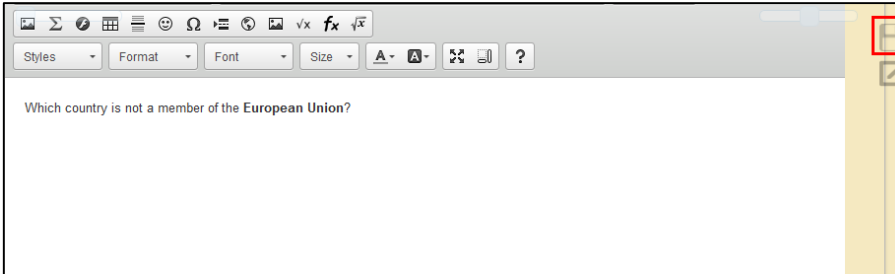 Styles Format Font Size A A ?
Which country is not a member of the European Union?